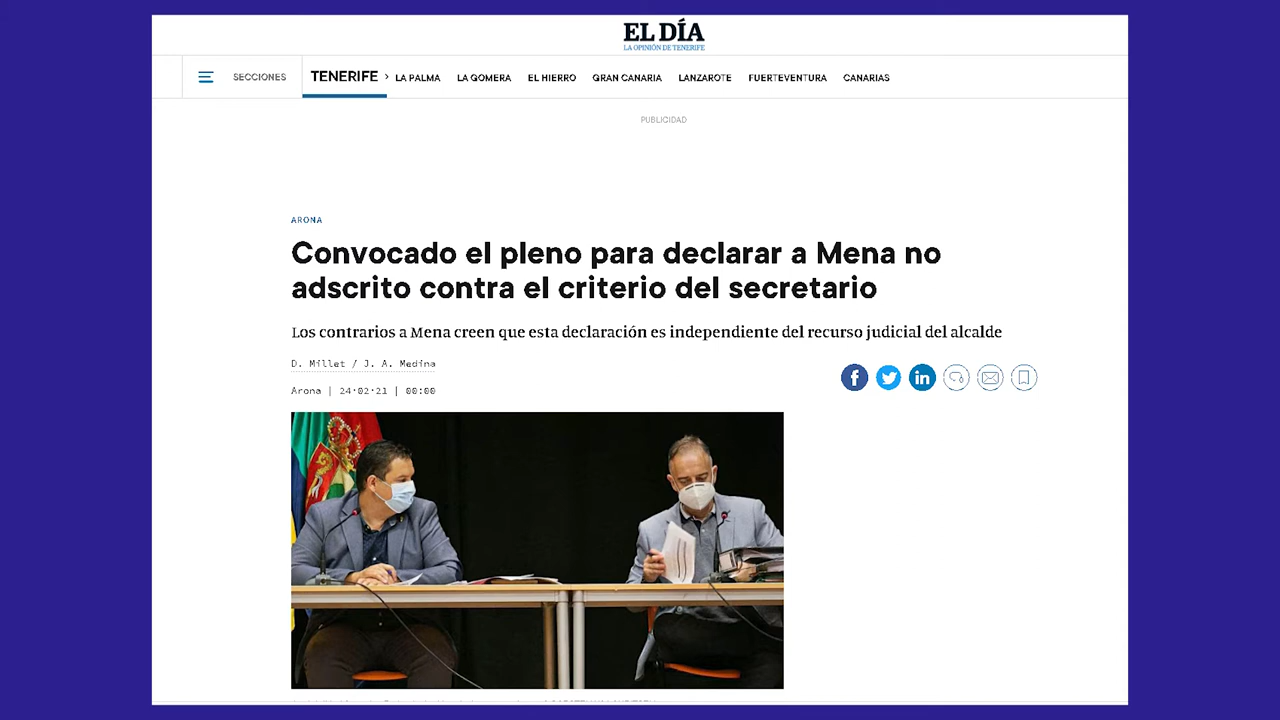 EL DÍA
LA OPINIÓN DE TENERIFE
SECCIONES
TENERIFE > LA PALMA LA GOMERA EL HIERRO GRAN CANARIA LANZAROTE FUERTEVENTURA CANARIAS
PUBLICIDAD
ARONA
Convocado el pleno para declarar a Mena no
adscrito contra el criterio del secretario
Los contrarios a Mena creen que esta declaración es independiente del recurso judicial del alcalde
D. Millet / J. A. Medina
Arona | 24·02·21 | 00:00